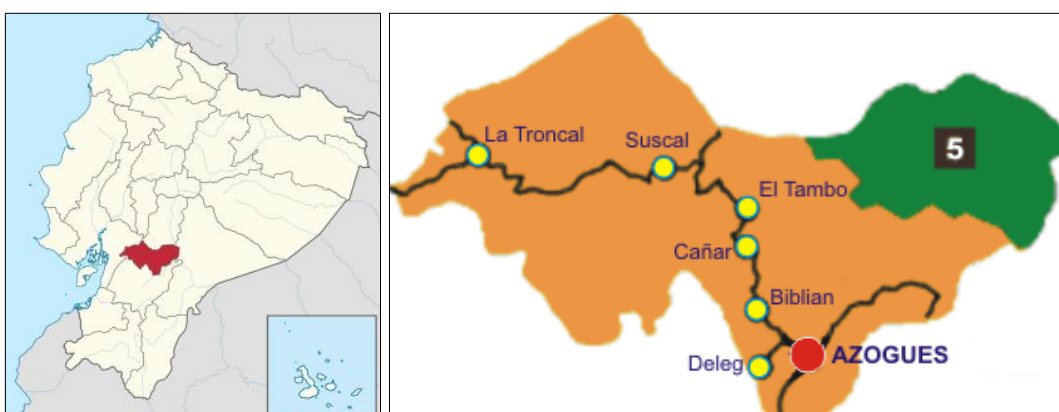 La Troncal
Suscal
5
El Tambo
Cañar
Biblian
Deleg
AZOGUES